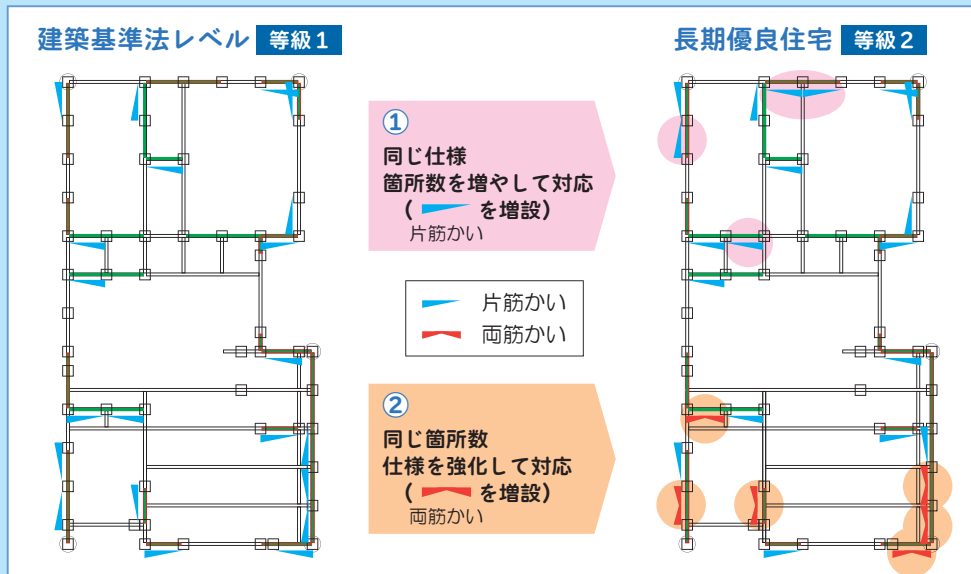 建築基準法レベル 等級1
長期優良住宅 等級2
①
同じ仕様
箇所数を増やして対応
( を増設)
片筋かい
片筋かい
両筋かい
②
同じ箇所数
仕様を強化して対応
( を増設)
両筋かい